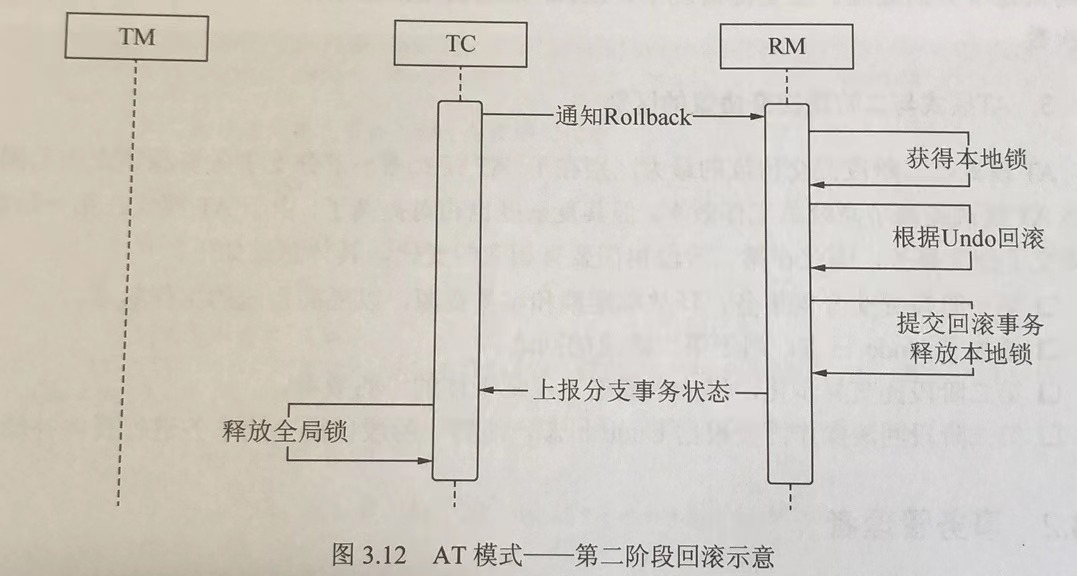 TM
TC
RM
通知Rollback
获得本地锁
根据Undo回滚
提交回滚事务
释放本地锁
上报分支事务状态
释放全局锁
图 3.12 AT 模式——第二阶段回滚示意